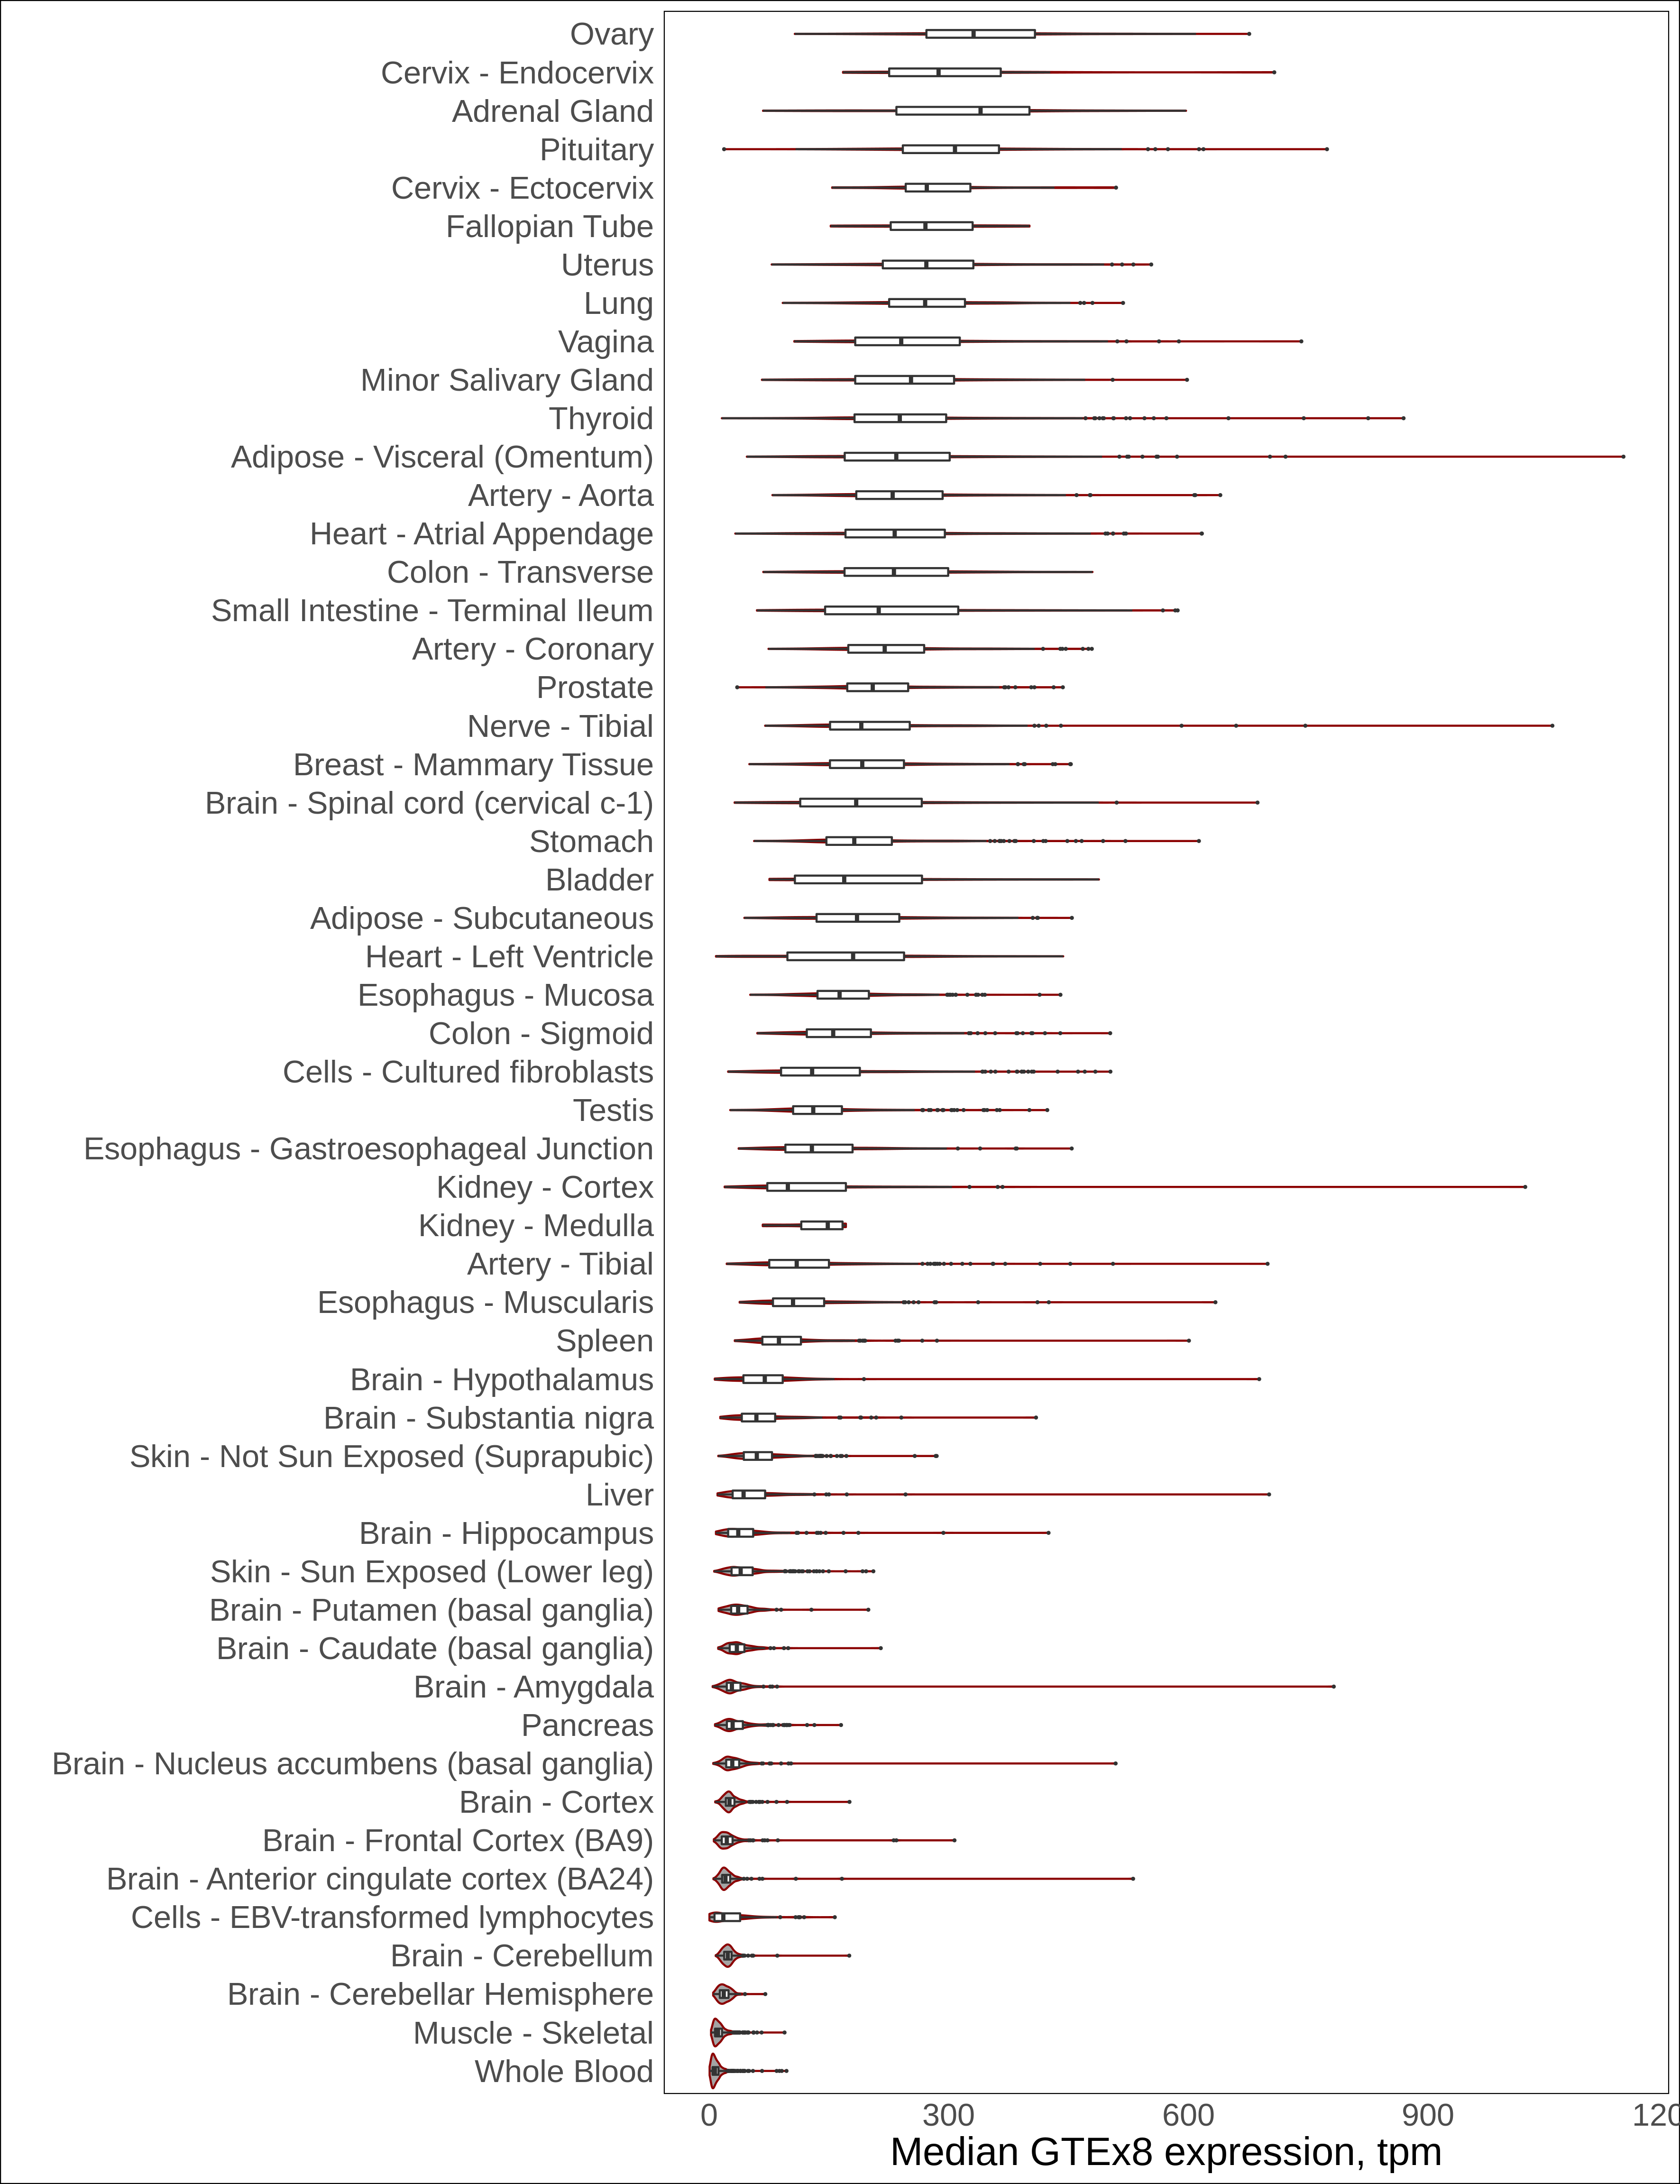 Ovary
Cervix - Endocervix
Adrenal Gland
Pituitary
Cervix - Ectocervix
Fallopian Tube
Uterus
Lung
Vagina
Minor Salivary Gland
Thyroid
Adipose - Visceral (Omentum)
Artery - Aorta
Heart - Atrial Appendage
Colon - Transverse
Small Intestine - Terminal Ileum
Artery - Coronary
Prostate
Nerve - Tibial
Breast - Mammary Tissue
Brain - Spinal cord (cervical c-1)
Stomach
Bladder
Adipose - Subcutaneous
Heart - Left Ventricle
Esophagus - Mucosa
Colon - Sigmoid
Cells - Cultured fibroblasts
Testis
Esophagus - Gastroesophageal Junction
Kidney - Cortex
Kidney - Medulla
Artery - Tibial
Esophagus - Muscularis
Spleen
Brain - Hypothalamus
Brain - Substantia nigra
Skin - Not Sun Exposed (Suprapubic)
Liver
Brain - Hippocampus
Skin - Sun Exposed (Lower leg)
Brain - Putamen (basal ganglia)
Brain - Caudate (basal ganglia)
Brain - Amygdala
Pancreas
Brain - Nucleus accumbens (basal ganglia)
Brain - Cortex
Brain - Frontal Cortex (BA9)
Brain - Anterior cingulate cortex (BA24)
Cells - EBV-transformed lymphocytes
Brain - Cerebellum
Brain - Cerebellar Hemisphere
Muscle - Skeletal
Whole Blood
0 300 600 900 120
Median GTEx8 expression, tpm